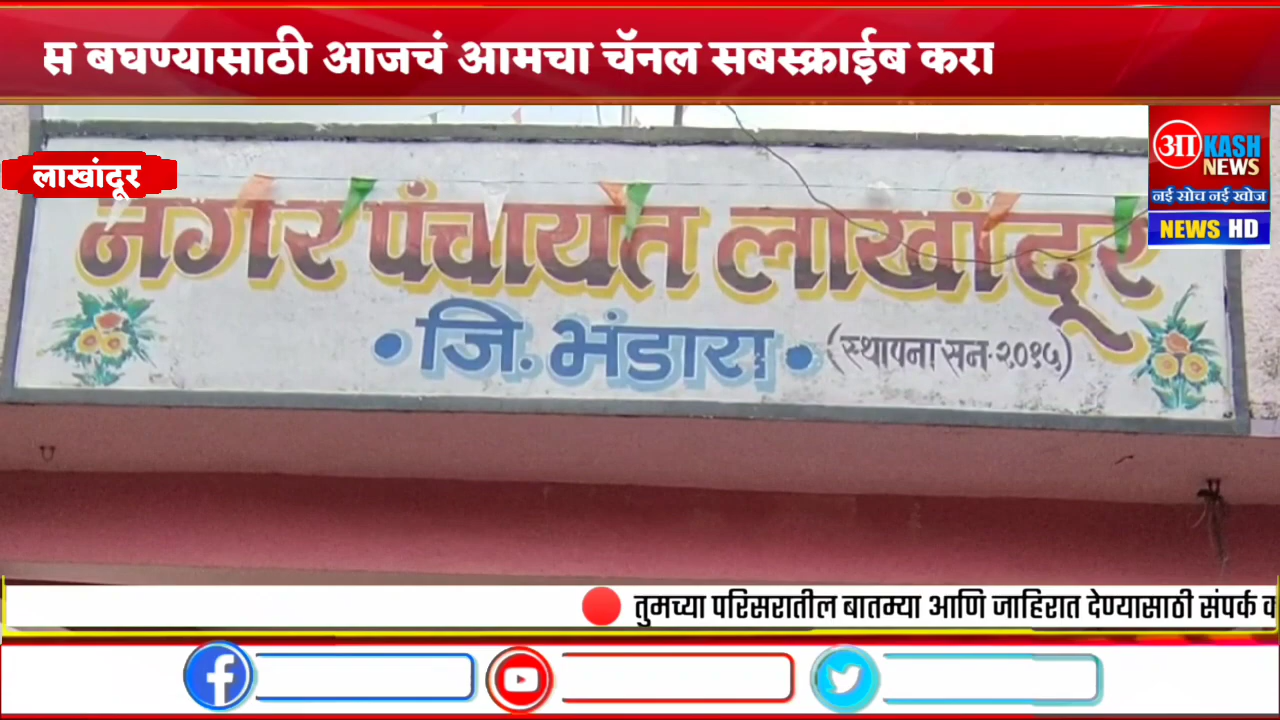 स बघण्यासाठी आजचं आमचा चॅनल सबस्क्राईब करा
लाखांदूर
आKASH
NEWS
नई सोच नई खोज
NEWS HD
नगर पंचायत लाखांदूर
जि. भंडारा
(स्थापना सन-२०१५)
तुमच्या परिसरातील बातम्या आणि जाहिरात देण्यासाठी संपर्क क